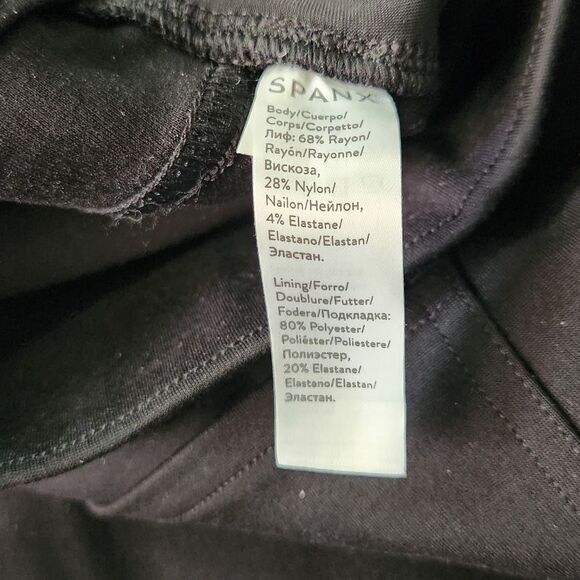 SPANX
Body/Cuerpo/
Corps/Corpetto/
Лиф: 68% Rayon/
Rayón/Rayonne/
Вискоза,
28% Nylon/
Nailon/Нейлон,
4% Elastane/
Elastano/Elastan/
Эластан.
Lining/Forro/
Doublure/Futter/
Fodera/Подкладка:
80% Polyester/
Poliéster/Poliestere/
Полиэстер,
20% Elastane/
Elastano/Elastan/
Эластан.